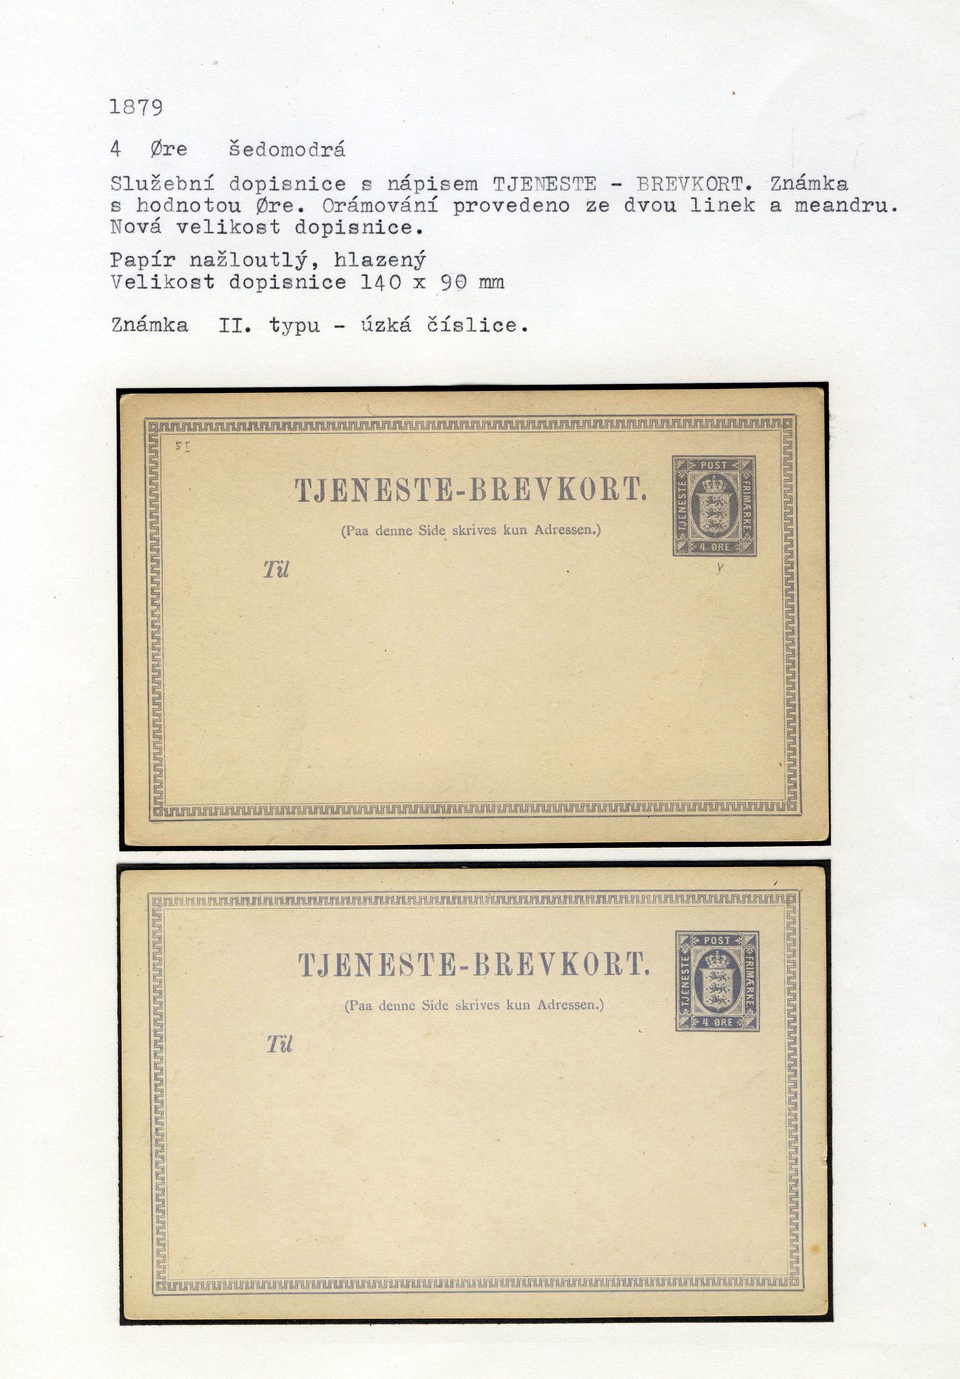 1879
4 Øre šedomodrá
Služební dopisnice s nápisem TJENESTE - BREVKORT. Známka
s hodnotou Øre. Orámování provedeno ze dvou linek a meandru.
Nová velikost dopisnice.
Papír nažloutlý, hlazený
Velikost dopisnice 140 x 90 mm
Známka II. typu - úzká číslice.
TJENESTE-BREVKORT.
(Paa denne Side skrives kun Adressen.)
Til
POST
TJENESTE
FRIMÆRKE
4 ØRE
TJENESTE-BREVKORT.
(Paa denne Side skrives kun Adressen.)
Til
POST
TJENESTE
FRIMÆRKE
4 ØRE